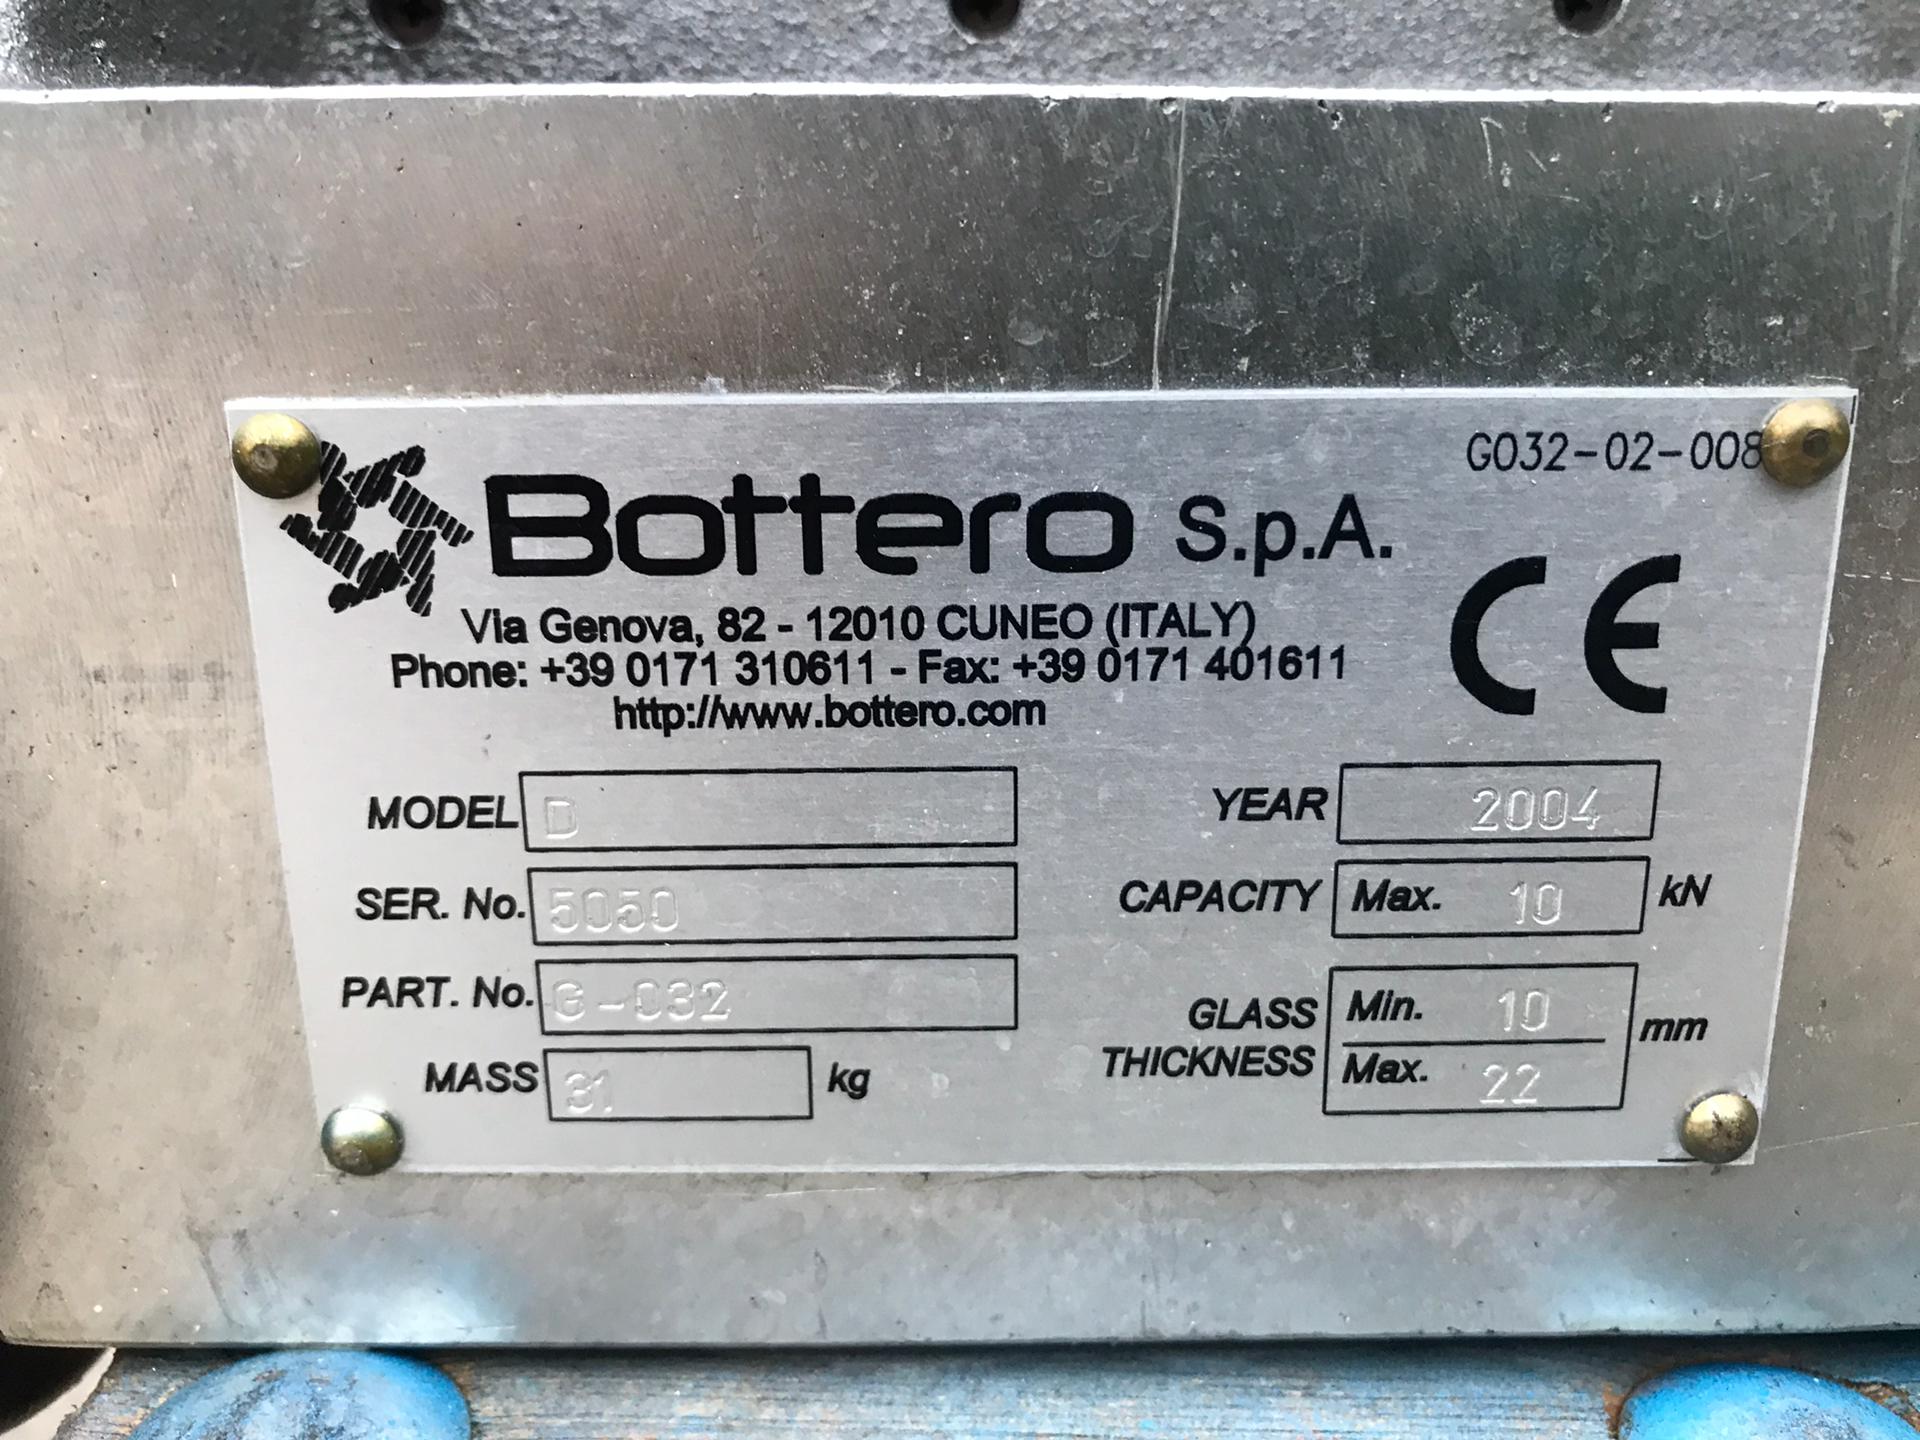 G032-02-008
Bottero S.p.A.
Via Genova, 82 - 12010 CUNEO (ITALY)
Phone: +39 0171 310611 - Fax: +39 0171 401611
http://www.bottero.com
CE
MODEL D
YEAR 2004
SER. No. 5050
CAPACITY Max. 10 kN
PART. No. G-032
GLASS THICKNESS Min. 10 mm
Max. 22
MASS 31 kg